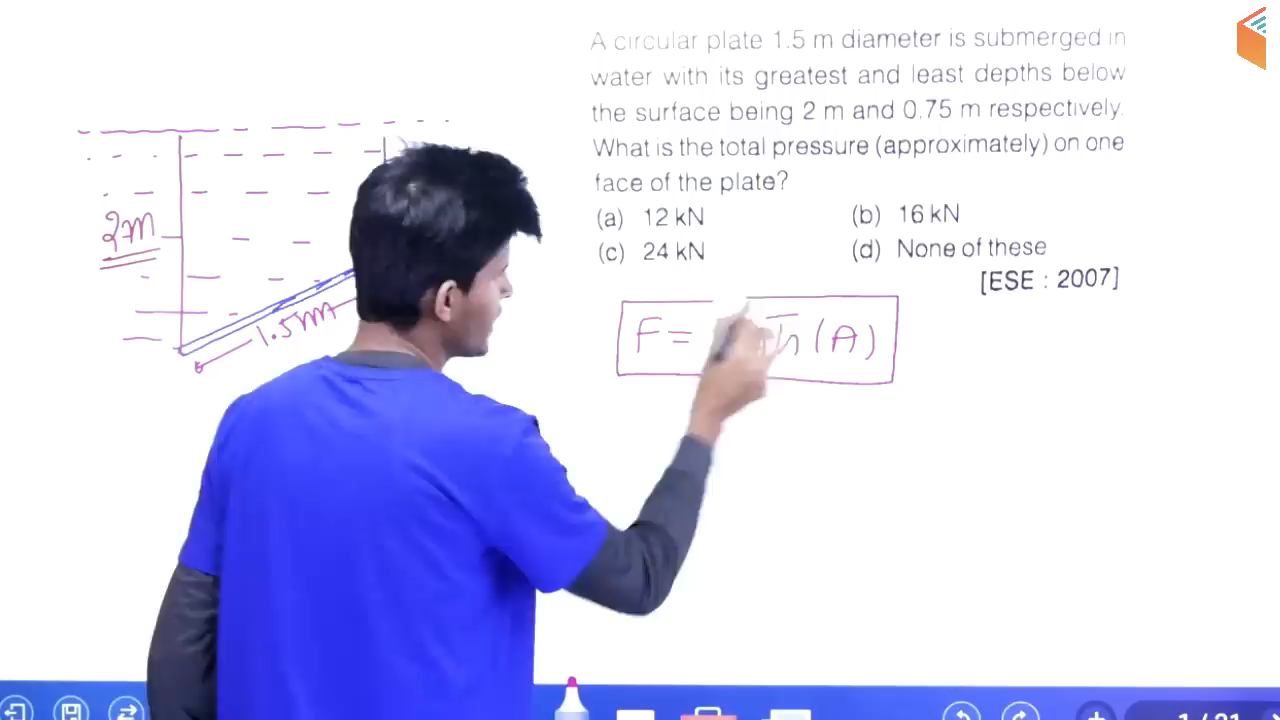 A circular plate 1.5 m diameter is submerged in
water with its greatest and least depths below
the surface being 2 m and 0.75 m respectively.
What is the total pressure (approximately) on one
face of the plate?
(a) 12 kN (b) 16 kN
(c) 24 kN (d) None of these
[ESE : 2007]
2m
1.5m
F = h̅ (A)
1 / 21